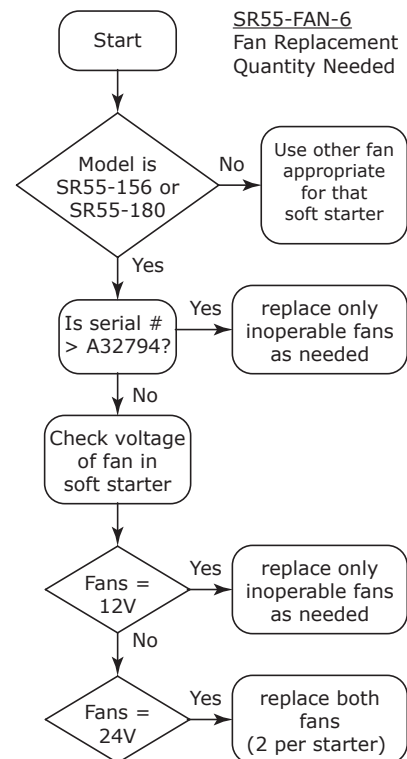 SR55-FAN-6
Fan Replacement
Quantity Needed
Start
Model is
SR55-156 or
SR55-180
No
Use other fan
appropriate
for that
soft starter
Yes
Is serial #
> A32794?
Yes
replace only
inoperable fans
as needed
No
Check voltage
of fan in
soft starter
Fans =
12V
Yes
replace only
inoperable fans
as needed
No
Fans =
24V
Yes
replace both
fans
(2 per starter)